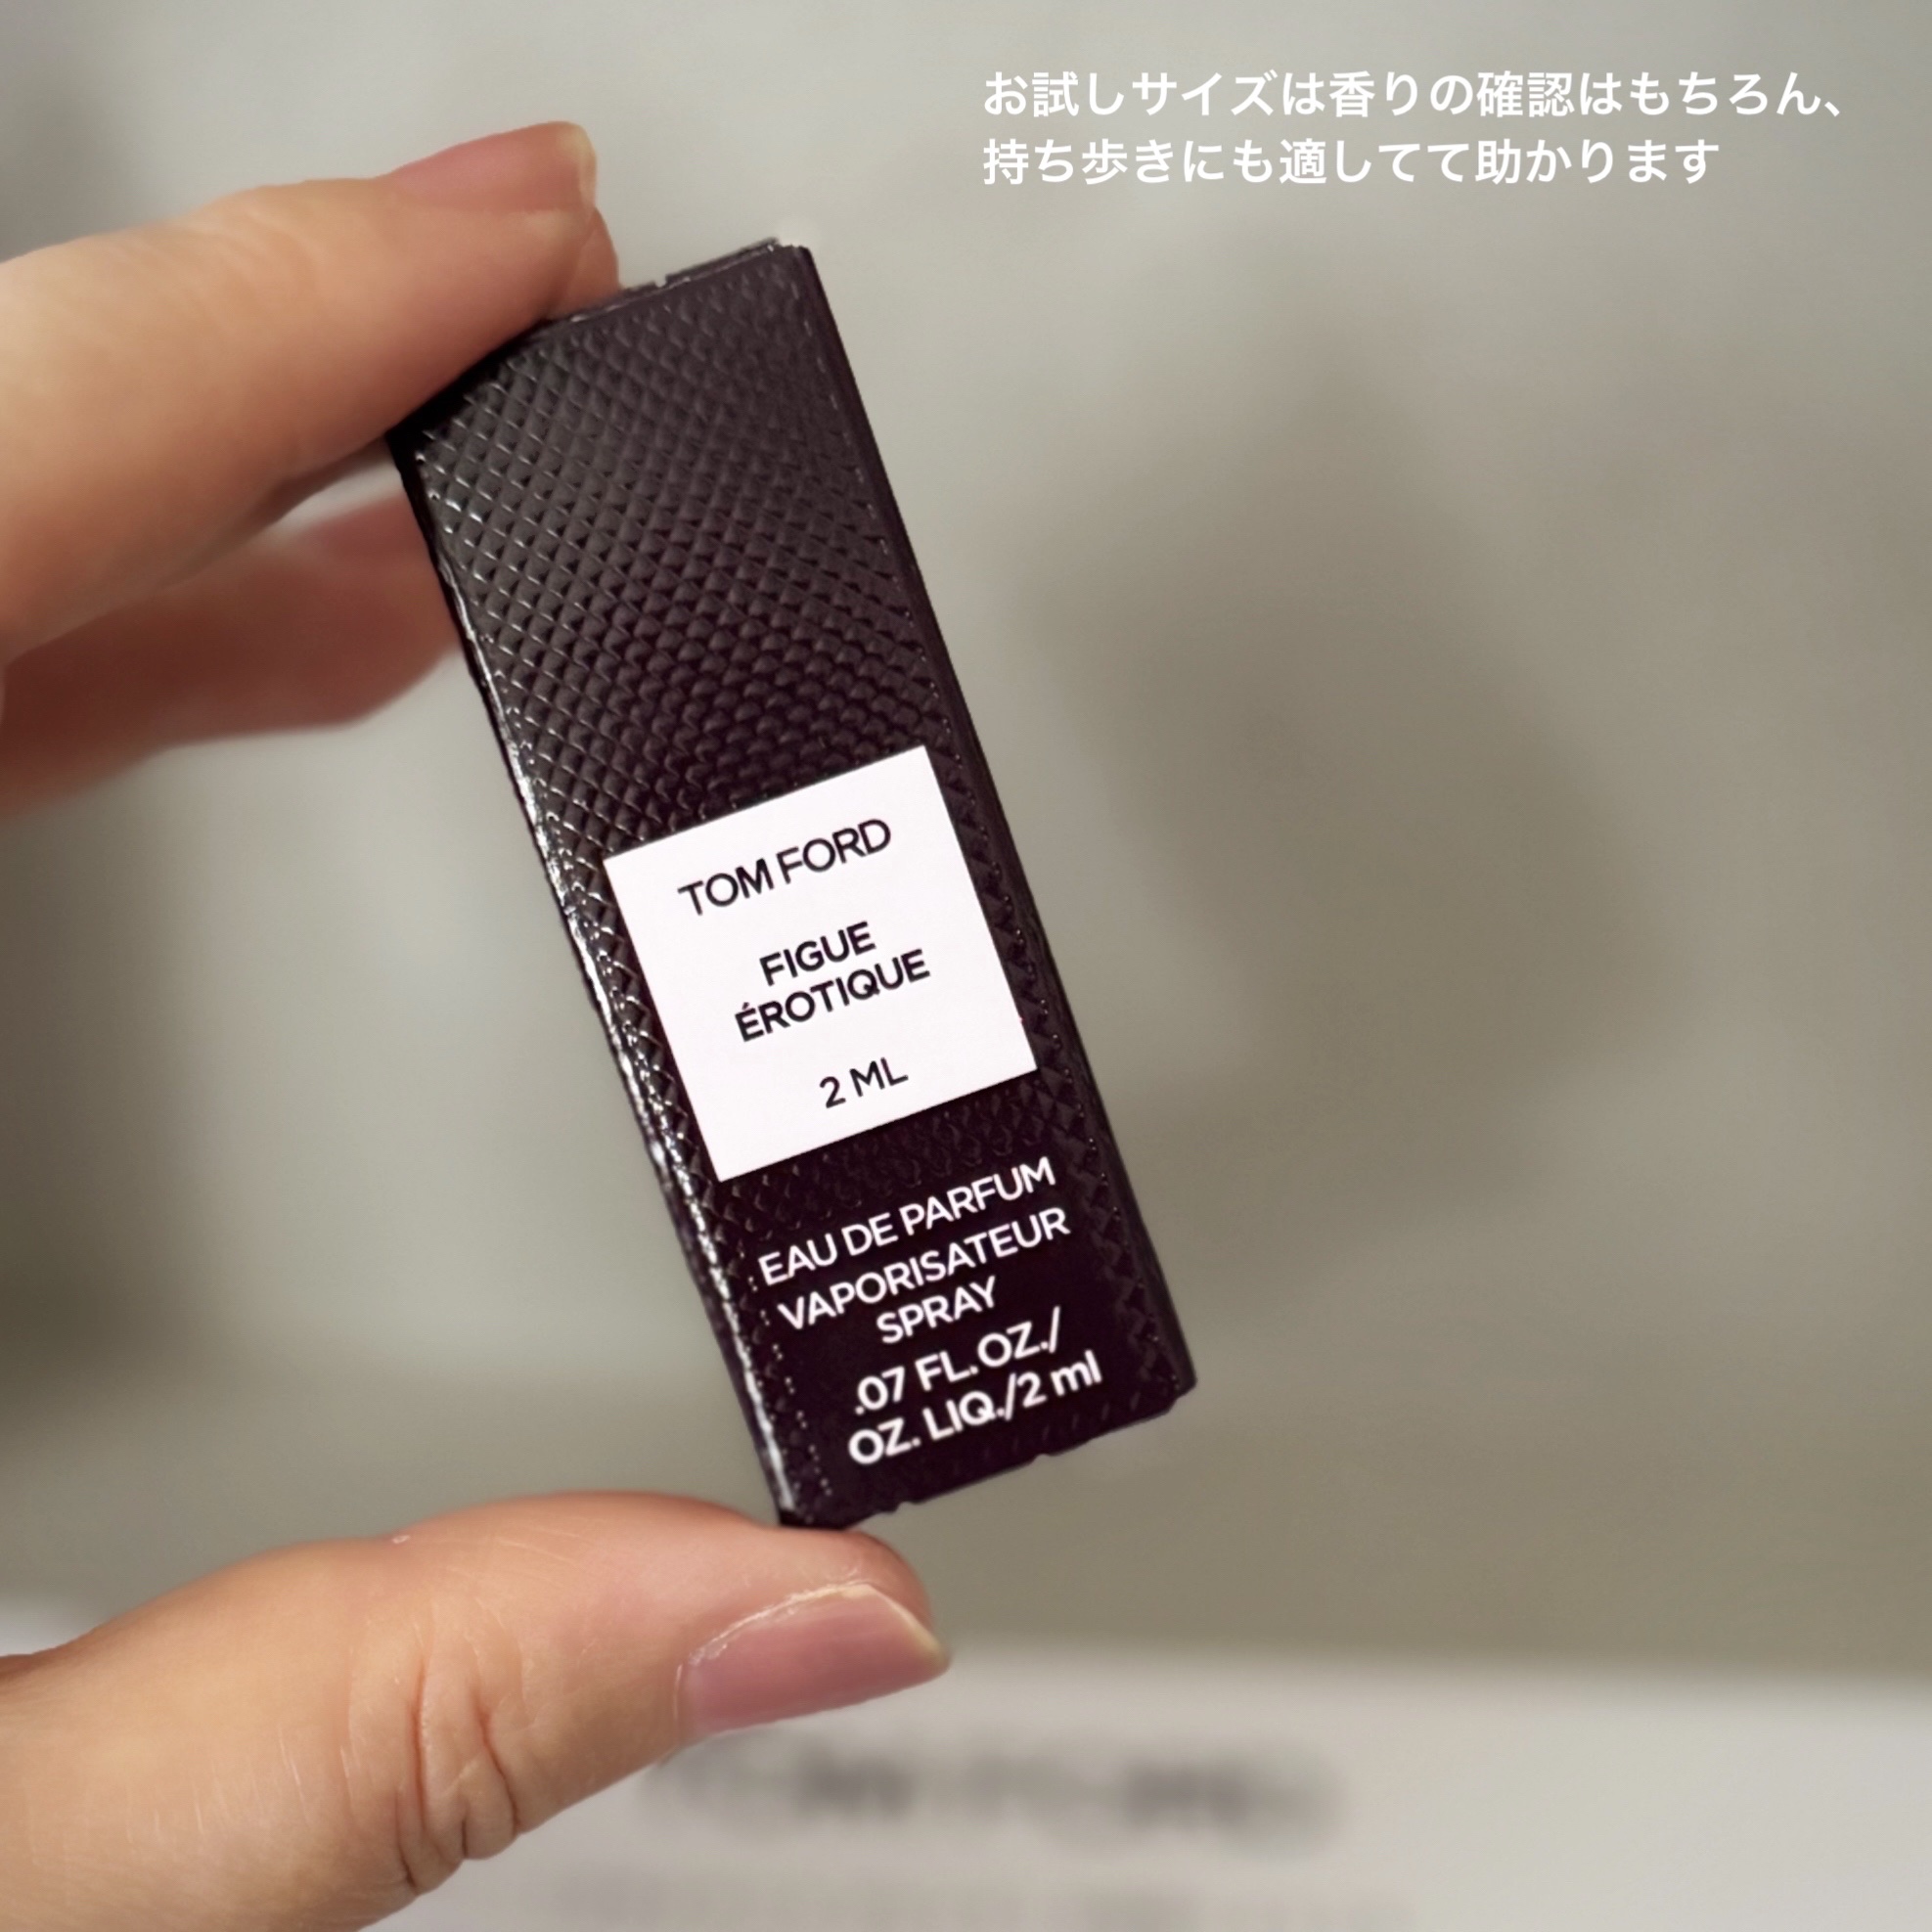 お試しサイズは香りの確認はもちろん、
持ち歩きにも適してて助かります
TOM FORD
FIGUE
ÉROTIQUE
2 ML
EAU DE PARFUM
VAPORISATEUR
SPRAY
.07 FL. OZ./
OZ. LIQ./2 ml